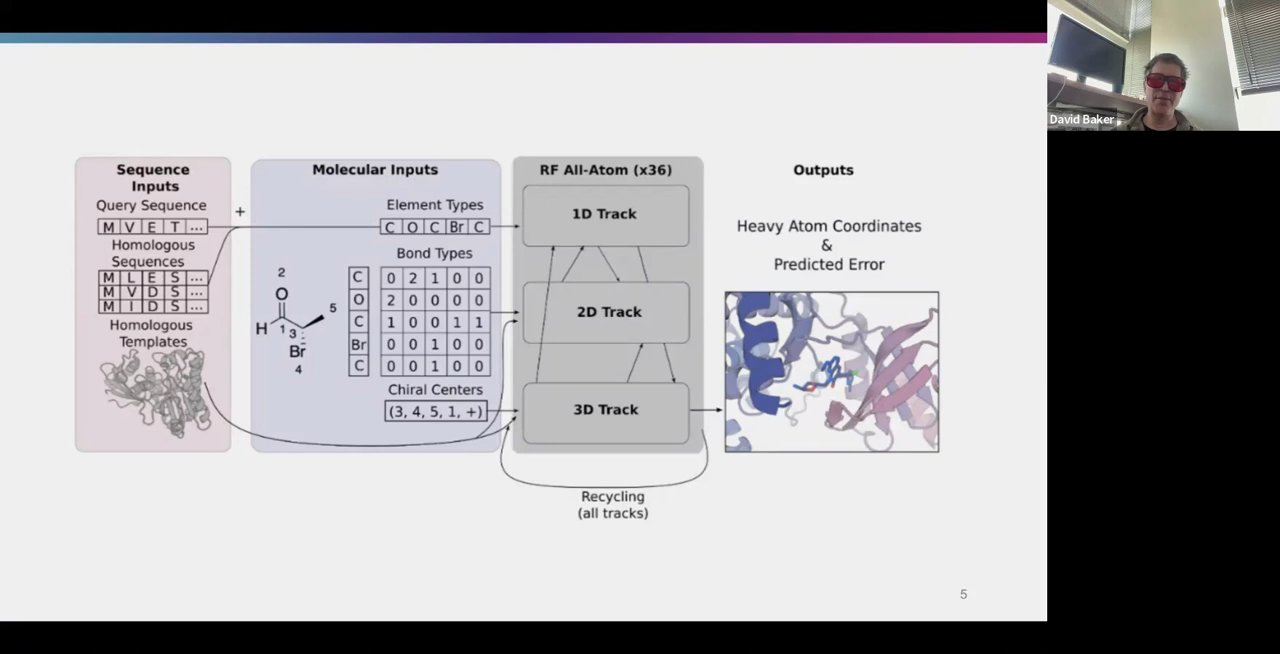 Sequence
Inputs
Query Sequence
M V E T ...
Homologous
Sequences
M L E S ...
M V D S ...
M I D S ...
Homologous
Templates
+
Molecular Inputs
Element Types
C O C Br C
Bond Types
C 0 2 1 0 0
O 2 0 0 0 0
C 1 0 0 1 1
Br 0 0 1 0 0
C 0 0 1 0 0
2
O
5
H 1 3
Br
4
Chiral Centers
(3, 4, 5, 1, +)
RF All-Atom (x36)
1D Track
2D Track
3D Track
Recycling
(all tracks)
Outputs
Heavy Atom Coordinates
&
Predicted Error
5
David Baker